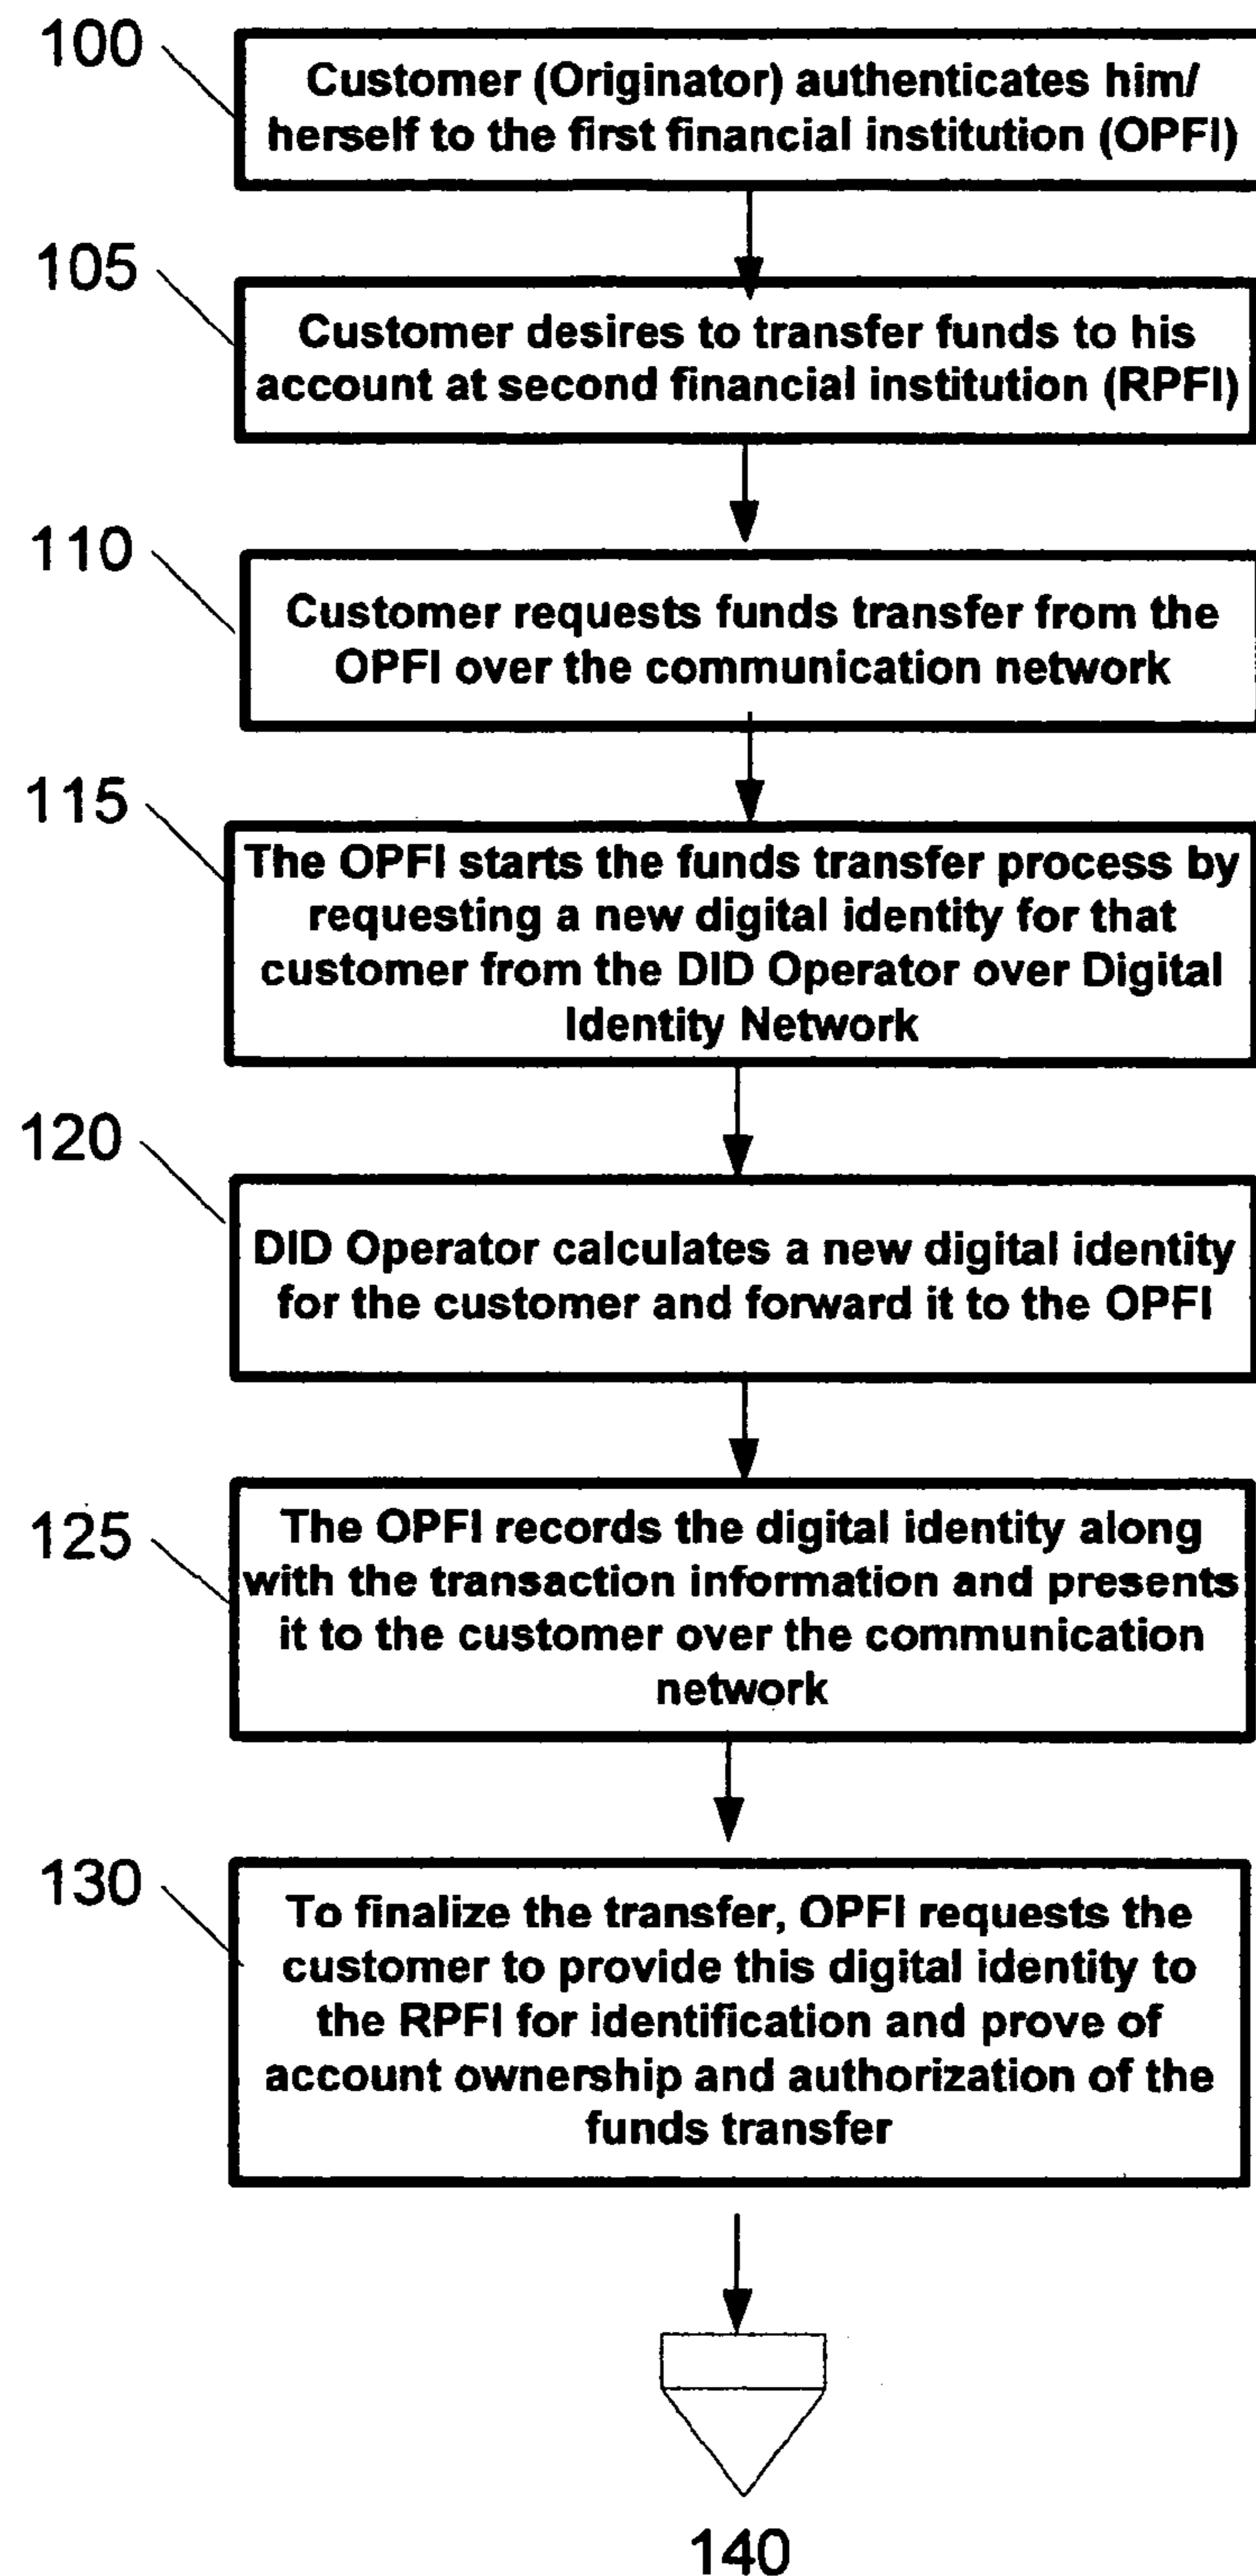 100
Customer (Originator) authenticates him/
herself to the first financial institution (OPFI)
105
Customer desires to transfer funds to his
account at second financial institution (RPFI)
110
Customer requests funds transfer from the
OPFI over the communication network
115
The OPFI starts the funds transfer process by
requesting a new digital identity for that
customer from the DID Operator over Digital
Identity Network
120
DID Operator calculates a new digital identity
for the customer and forward it to the OPFI
125
The OPFI records the digital identity along
with the transaction information and presents
it to the customer over the communication
network
130
To finalize the transfer, OPFI requests the
customer to provide this digital identity to
the RPFI for identification and prove of
account ownership and authorization of the
funds transfer
140